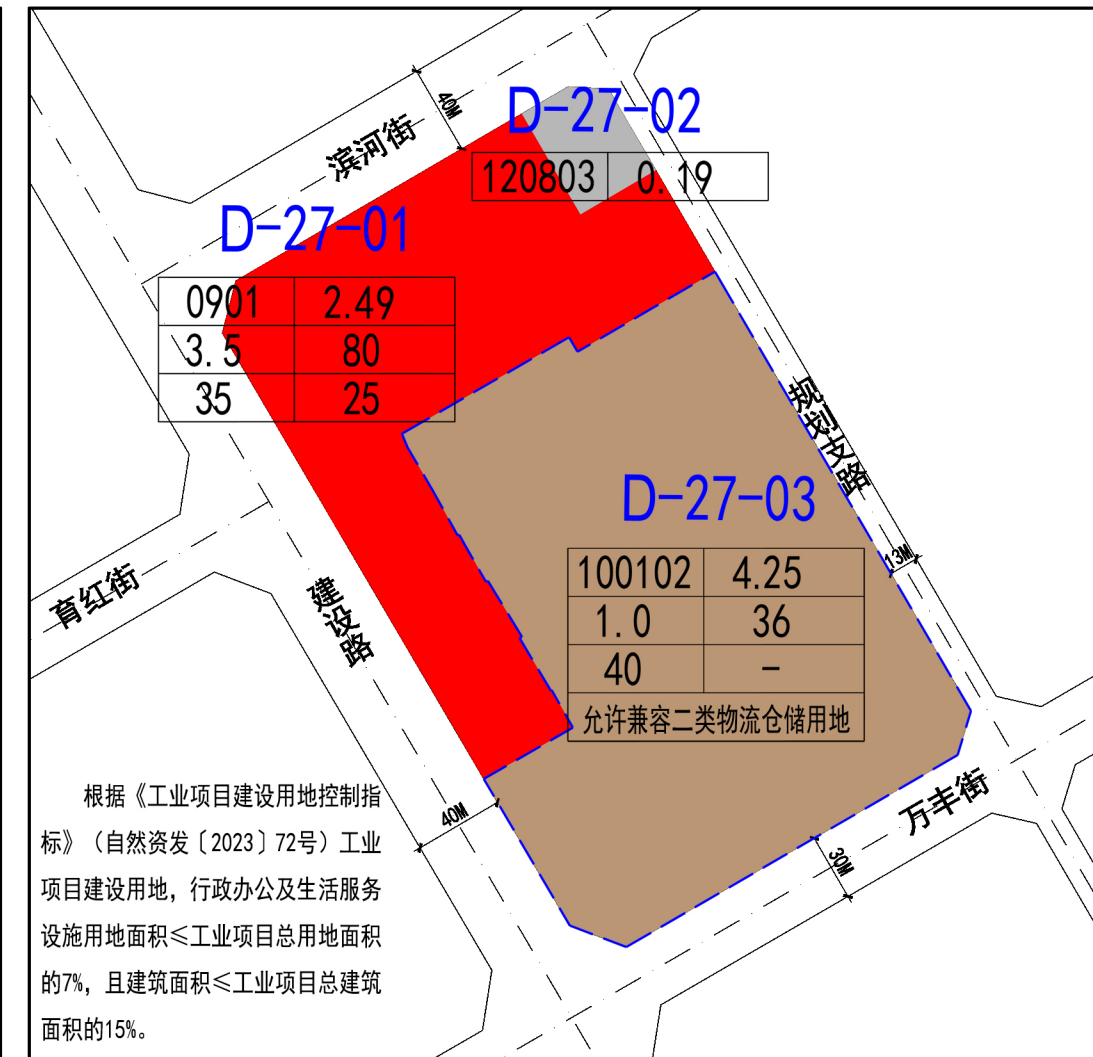 40M
滨河街
D-27-02
120803 0.19
D-27-01
0901 2.49
3.5 80
35 25
规划支路
D-27-03
100102 4.25
1.0 36
40 -
允许兼容二类物流仓储用地
13M
育红街
建设路
40M
万丰街
30M
根据《工业项目建设用地控制指
标》（自然资发〔2023〕72号）工业
项目建设用地，行政办公及生活服务
设施用地面积≤工业项目总用地面积
的7%，且建筑面积≤工业项目总建筑
面积的15%。